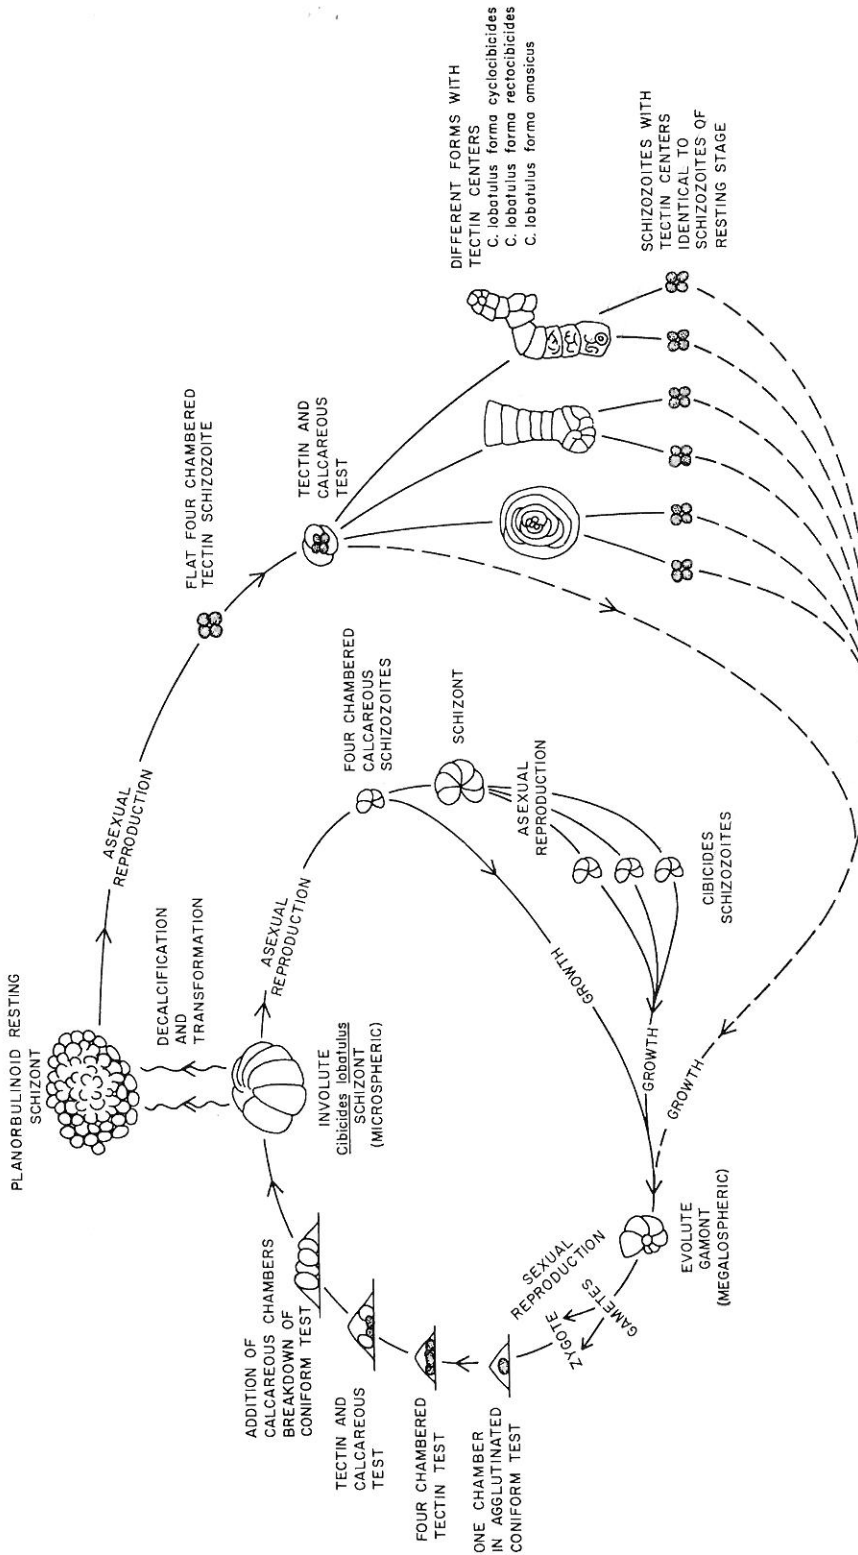 PLANORBULINOID RESTING
SCHIZONT
ASEXUAL
REPRODUCTION
FLAT FOUR CHAMBERED
TECTIN SCHIZOZOITE
DECALCIFICATION
AND
TRANSFORMATION
TECTIN AND
CALCAREOUS
TEST
DIFFERENT FORMS WITH
TECTIN CENTERS
C. lobatulus forma cyclocibicides
C. lobatulus forma rectocibicides
C. lobatulus forma omasicus
SCHIZOZOITES WITH
TECTIN CENTERS
IDENTICAL TO
SCHIZOZOITES OF
RESTING STAGE
INVOLUTE
Cibicides lobatulus
SCHIZONT
(MICROSPHERIC)
ASEXUAL
REPRODUCTION
FOUR CHAMBERED
CALCAREOUS
SCHIZOZOITES
SCHIZONT
ASEXUAL
REPRODUCTION
CIBICIDES
SCHIZOZOITES
GROWTH
GROWTH
GROWTH
EVOLUTE
GAMONT
(MEGALOSPHERIC)
SEXUAL
REPRODUCTION
GAMETES
ZYGOTE
ONE CHAMBER
IN AGGLUTINATED
CONIFORM TEST
FOUR CHAMBERED
TECTIN TEST
TECTIN AND
CALCAREOUS
TEST
ADDITION OF
CALCAREOUS CHAMBERS
BREAKDOWN OF
CONIFORM TEST